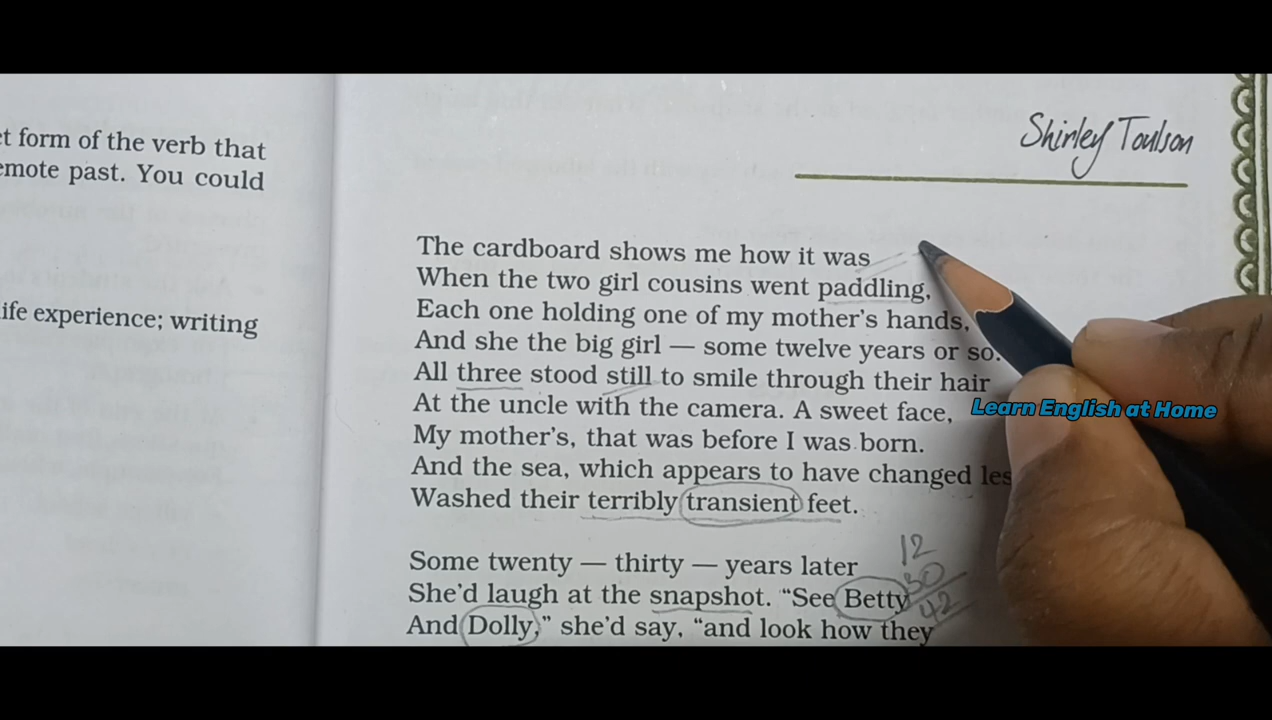 et form of the verb that
emote past. You could
ife experience; writing
Shirley Toulson
The cardboard shows me how it was
When the two girl cousins went paddling,
Each one holding one of my mother's hands,
And she the big girl — some twelve years or so.
All three stood still to smile through their hair
At the uncle with the camera. A sweet face,
My mother's, that was before I was born.
And the sea, which appears to have changed les
Washed their terribly transient feet.
Some twenty — thirty — years later
She'd laugh at the snapshot. "See Betty
And Dolly," she'd say, "and look how they
12
30
42
Learn English at Home